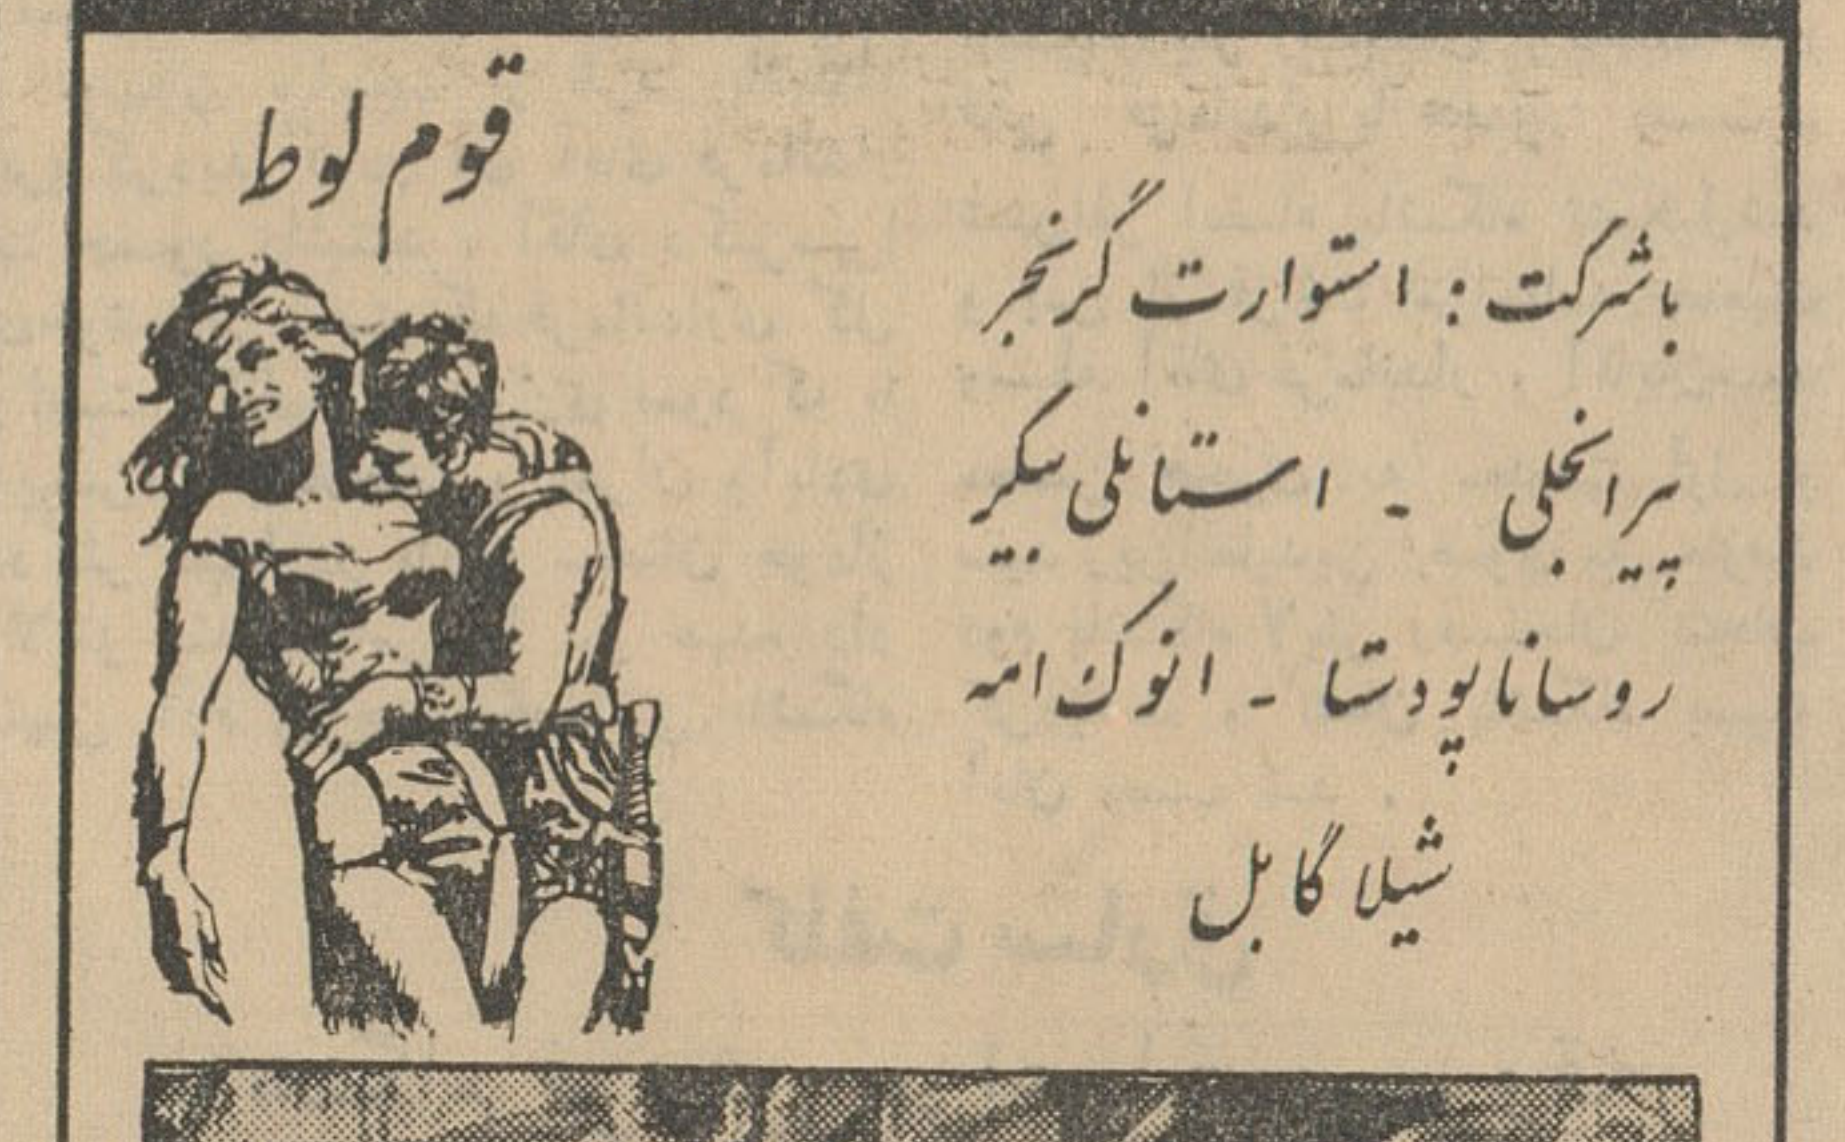 قوم لوط
باشرکت : استوارت گرنجر
پیرانجلی - استانلی بیکر
روسانا پودستا - انوک امه
شیلا گابل